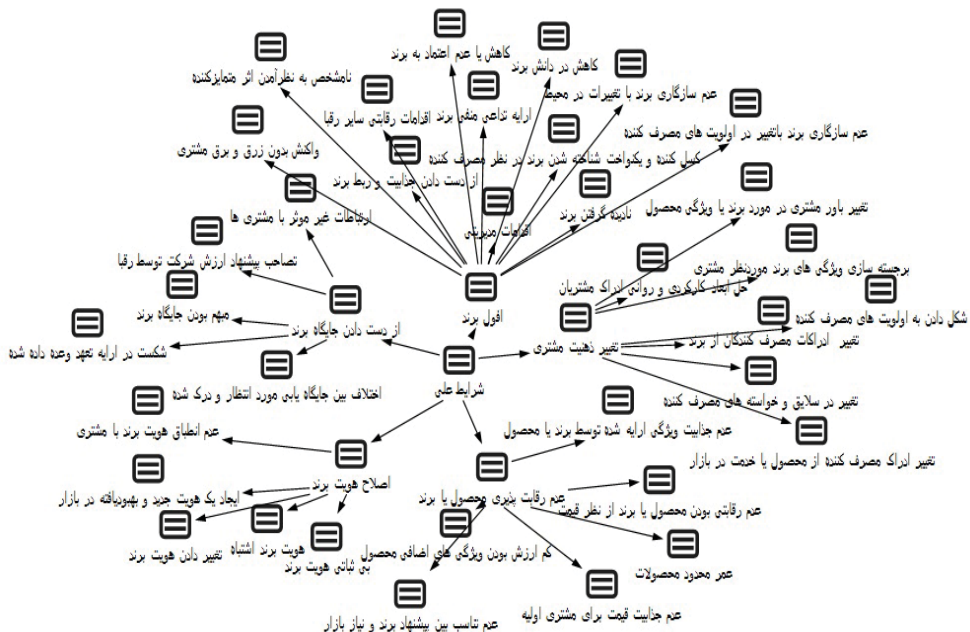 کاهش یا عدم اعتماد به برند
کاهش در دانش برند
نامشخص به نظرآمدن اثر متمایزکننده
عدم سازگاری برند با تغییرات در محیط
ارایه تداعی منفی برند
اقدامات رقابتی سایر رقبا
عدم سازگاری برند باتغییر در اولویت های مصرف کننده
واکنش بدون زرق و برق مشتری
کسل کننده و یکنواخت شناخته شدن برند در نظر مصرف کننده
از دست دادن جذابیت و ربط برند
تغییر باور مشتری در مورد برند یا ویژگی محصول
نادیده گرفتن برند
ارتباطات غیر موثر با مشتری ها
اقدامات مدیریتی
تصاحب پیشنهاد ارزش شرکت توسط رقبا
برجسته سازی ویژگی های برند موردنظر مشتری
حل ابعاد کارکردی و روانی ادراک مشتریان
مبهم بودن جایگاه برند
افول برند
شکل دادن به اولویت های مصرف کننده
از دست دادن جایگاه برند
تغییر ادراکات مصرف کنندگان از برند
تغییر ذهنیت مشتری
شکست در ارایه تعهد وعده داده شده
شرایط علی
اختلاف بین جایگاه یابی مورد انتظار و درک شده
تغییر در سلایق و خواسته های مصرف کننده
عدم انطباق هویت برند با مشتری
عدم جذابیت ویژگی ارایه شده توسط برند یا محصول
تغییر ادراک مصرف کننده از محصول یا خدمت در بازار
اصلاح هویت برند
ایجاد یک هویت جدید و بهبودیافته در بازار
عدم رقابت پذیری محصول یا برند
عدم رقابتی بودن محصول یا برند از نظر قیمت
تغییر دادن هویت برند
هویت برند اشتباه
بی ثباتی هویت برند
کم ارزش بودن ویژگی های اضافی محصول
عمر محدود محصولات
عدم جذابیت قیمت برای مشتری اولیه
عدم تناسب بین پیشنهاد برند و نیاز بازار